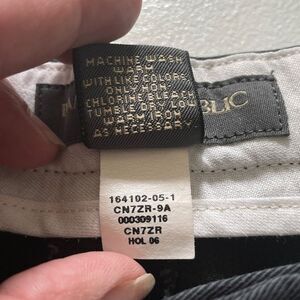 MACHINE WASH
WARM
WITH LIKE COLORS
ONLY NON-
CHLORINE BLEACH
TUMBLE DRY LOW
WARM IRON
AS NECESSARY
BLIC
164102-05-1
CN7ZR-9A
000309116
CN7ZR
HOL 06